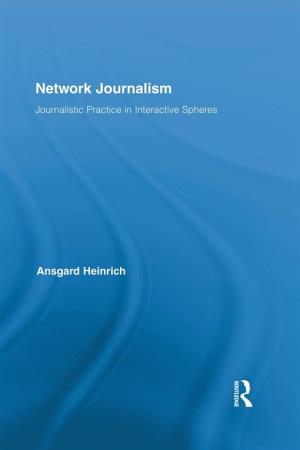 Network Journalism
Journalistic Practice in Interactive Spheres
Ansgard Heinrich
ROUTLEDGE